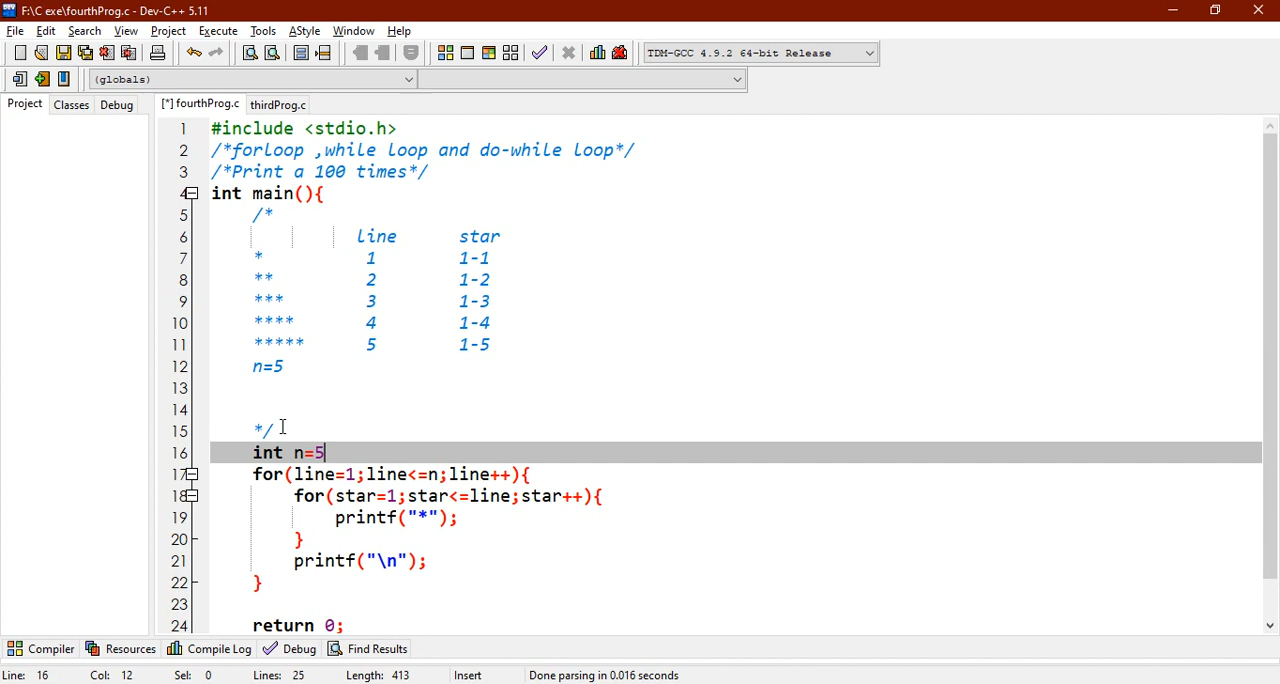 F:\C exe\fourthProg.c - Dev-C++ 5.11
File Edit Search View Project Execute Tools AStyle Window Help
TDM-GCC 4.9.2 64-bit Release
(globals)
Project Classes Debug [*] fourthProg.c thirdProg.c
1 #include <stdio.h>
2 /*forloop ,while loop and do-while loop*/
3 /*Print a 100 times*/
4 int main(){
5 /*
6 line star
7 * 1 1-1
8 ** 2 1-2
9 *** 3 1-3
10 **** 4 1-4
11 ***** 5 1-5
12 n=5
13
14
15 */
16 int n=5
17 for(line=1;line<=n;line++){
18 for(star=1;star<=line;star++){
19 printf("*");
20 }
21 printf("\n");
22 }
23
24 return 0;
Compiler Resources Compile Log Debug Find Results
Line: 16 Col: 12 Sel: 0 Lines: 25 Length: 413 Insert Done parsing in 0.016 seconds